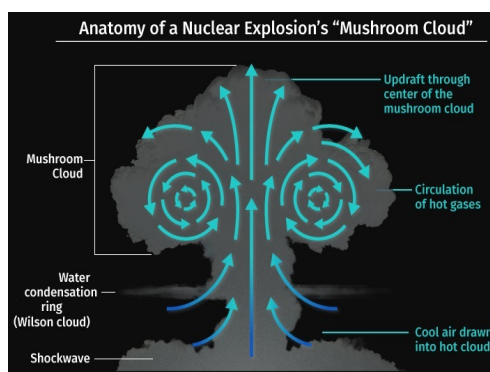 Anatomy of a Nuclear Explosion's “Mushroom Cloud”
Updraft through
center of the
mushroom cloud
Mushroom
Cloud
Circulation
of hot gases
Water
condensation
ring
(Wilson cloud)
Cool air drawn
into hot cloud
Shockwave